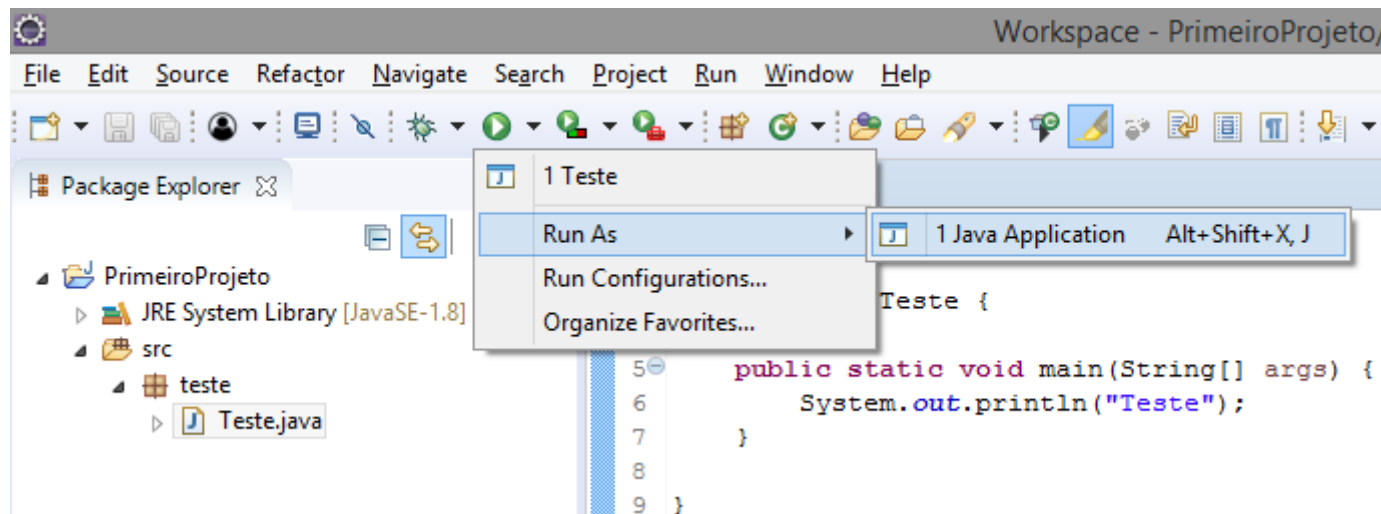 Workspace - PrimeiroProjeto/
File Edit Source Refactor Navigate Search Project Run Window Help
Package Explorer
1 Teste
Run As
1 Java Application Alt+Shift+X, J
Run Configurations...
Organize Favorites...
PrimeiroProjeto
JRE System Library [JavaSE-1.8]
src
teste
Teste.java
Teste {
5 public static void main(String[] args) {
6 System.out.println("Teste");
7 }
8
9 }